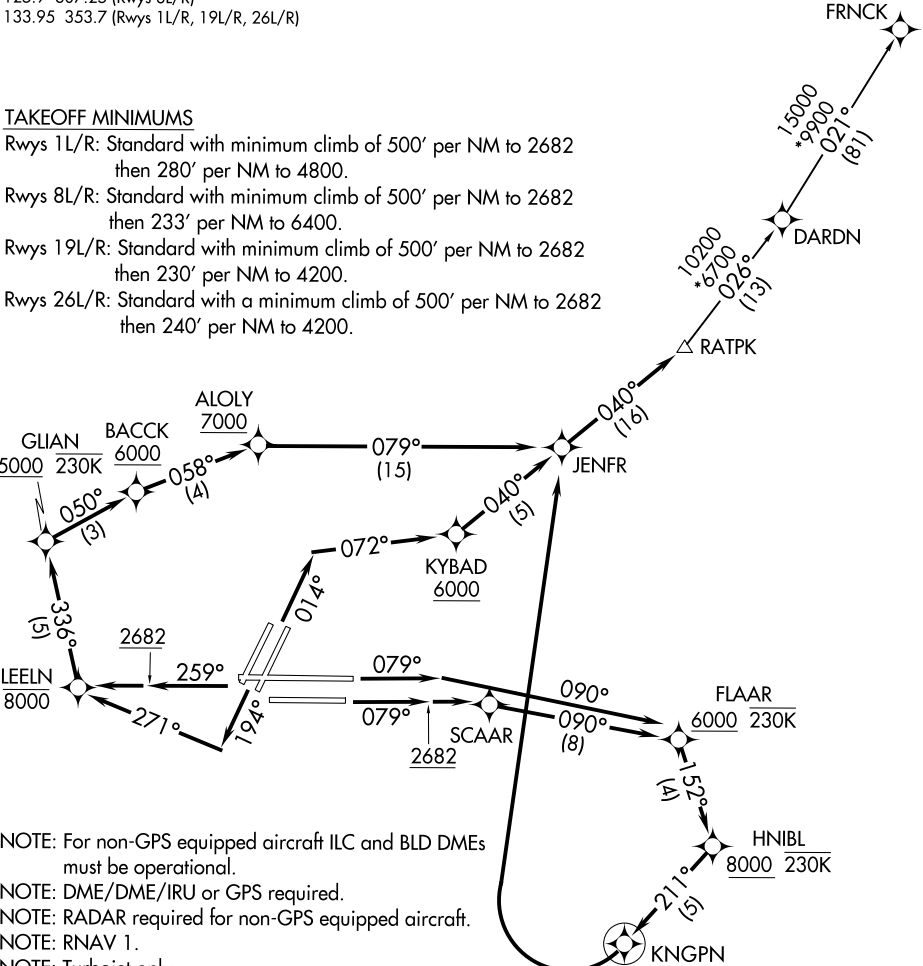 133.95 353.7 (Rwys 1L/R, 19L/R, 26L/R)
FRNCK
TAKEOFF MINIMUMS
Rwys 1L/R: Standard with minimum climb of 500' per NM to 2682
then 280' per NM to 4800.
Rwys 8L/R: Standard with minimum climb of 500' per NM to 2682
then 233' per NM to 6400.
Rwys 19L/R: Standard with minimum climb of 500' per NM to 2682
then 230' per NM to 4200.
Rwys 26L/R: Standard with a minimum climb of 500' per NM to 2682
then 240' per NM to 4200.
15000
*9900
021°
(81)
DARDN
10200
*6700
026°
(13)
RATPK
040°
(16)
JENFR
ALOLY
7000
BACCK
6000
GLIAN
5000 230K
079°
(15)
058°
(4)
050°
(3)
040°
(5)
072°
KYBAD
6000
014°
336°
(5)
2682
LEELN
8000
259°
271°
194°
079°
079°
2682
SCAAR
090°
090°
(8)
FLAAR
6000 230K
152°
(4)
HNIBL
8000 230K
211°
(5)
KNGPN
NOTE: For non-GPS equipped aircraft ILC and BLD DMEs
must be operational.
NOTE: DME/DME/IRU or GPS required.
NOTE: RADAR required for non-GPS equipped aircraft.
NOTE: RNAV 1.